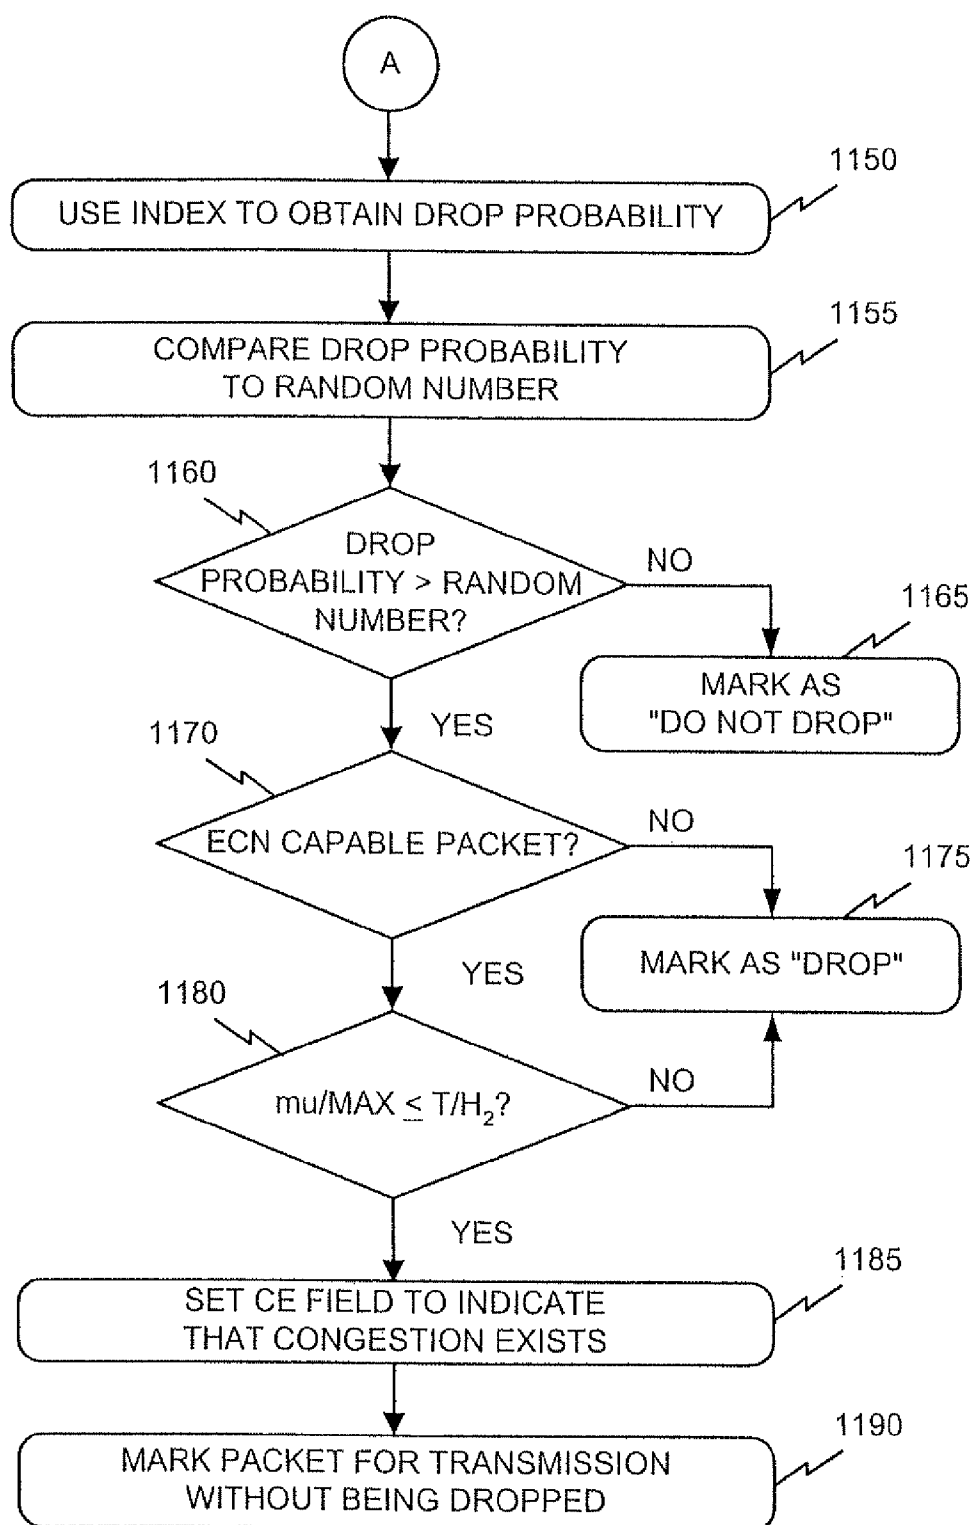 A
1150
USE INDEX TO OBTAIN DROP PROBABILITY
1155
COMPARE DROP PROBABILITY
TO RANDOM NUMBER
1160
DROP
PROBABILITY > RANDOM
NUMBER?
NO
1165
MARK AS
"DO NOT DROP"
YES
1170
ECN CAPABLE PACKET?
NO
1175
MARK AS "DROP"
YES
1180
mu/MAX ≤ T/H₂?
NO
YES
1185
SET CE FIELD TO INDICATE
THAT CONGESTION EXISTS
1190
MARK PACKET FOR TRANSMISSION
WITHOUT BEING DROPPED